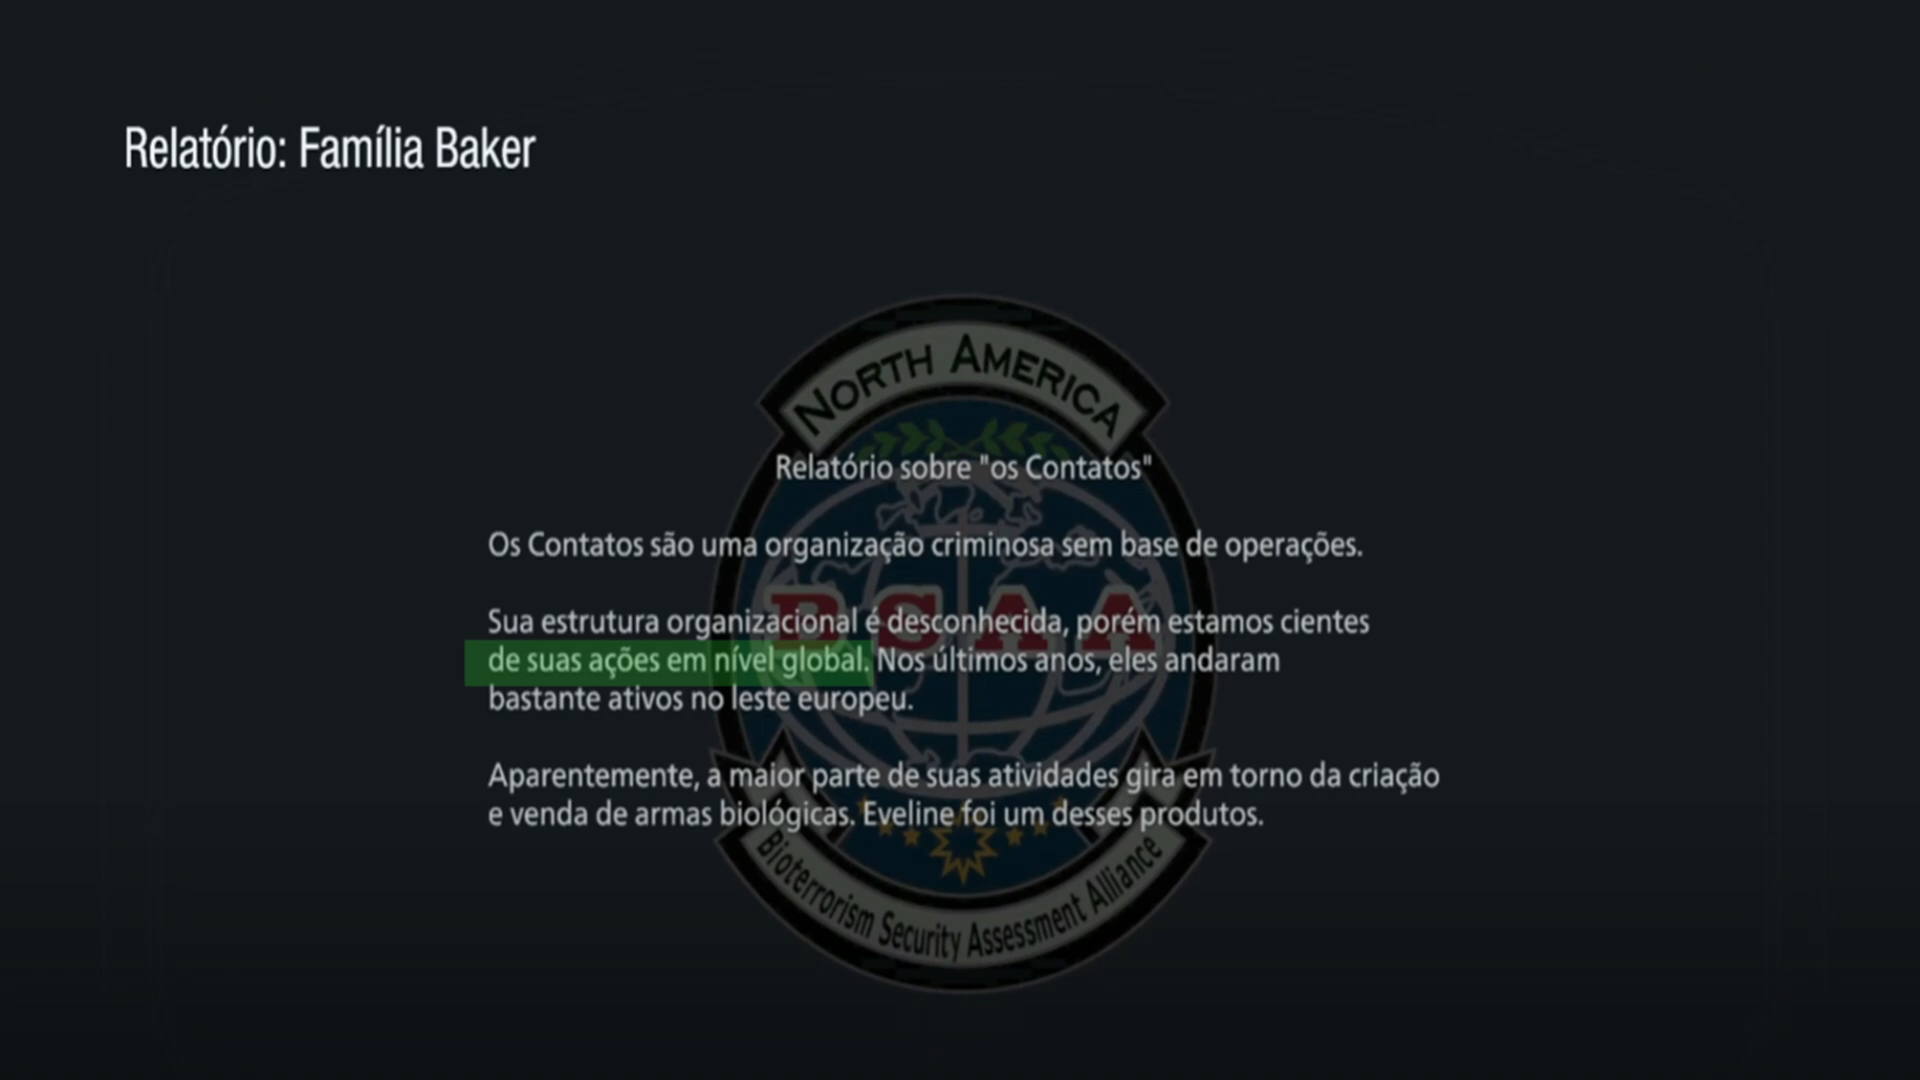 Relatório: Família Baker
NORTH AMERICA
Relatório sobre "os Contatos"
Os Contatos são uma organização criminosa sem base de operações.
Sua estrutura organizacional é desconhecida, porém estamos cientes
de suas ações em nível global. Nos últimos anos, eles andaram
bastante ativos no leste europeu.
Aparentemente, a maior parte de suas atividades gira em torno da criação
e venda de armas biológicas. Eveline foi um desses produtos.
BSAA
Bioterrorism Security Assessment Alliance